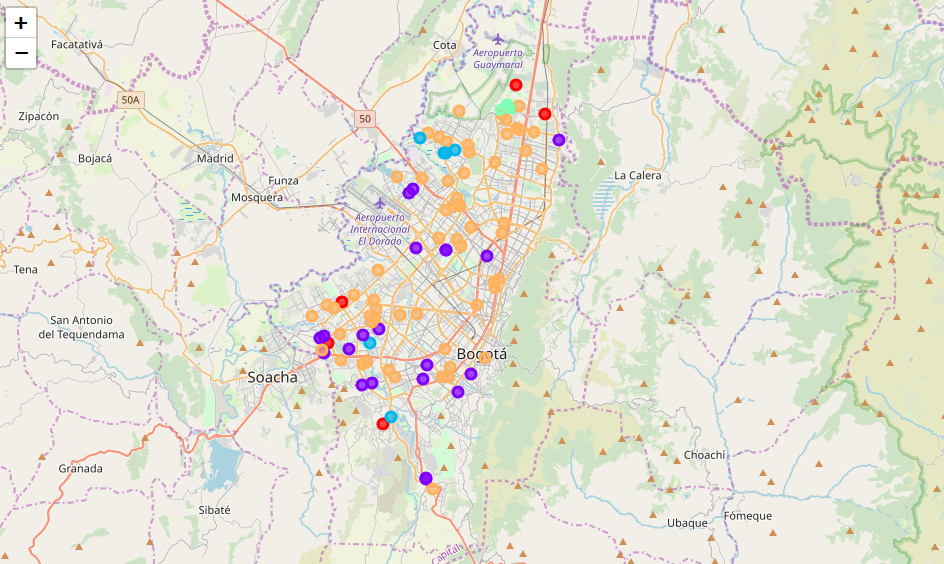 +
−
Facatativá
Cota
Aeropuerto
Guaymaral
50A
50
Zipacón
Bojacá
Madrid
Funza
Mosquera
La Calera
Aeropuerto
Internacional
El Dorado
Tena
San Antonio
del Tequendama
Bogotá
Soacha
Choachí
Granada
Sibaté
Ubaque
Fómeque
Capital